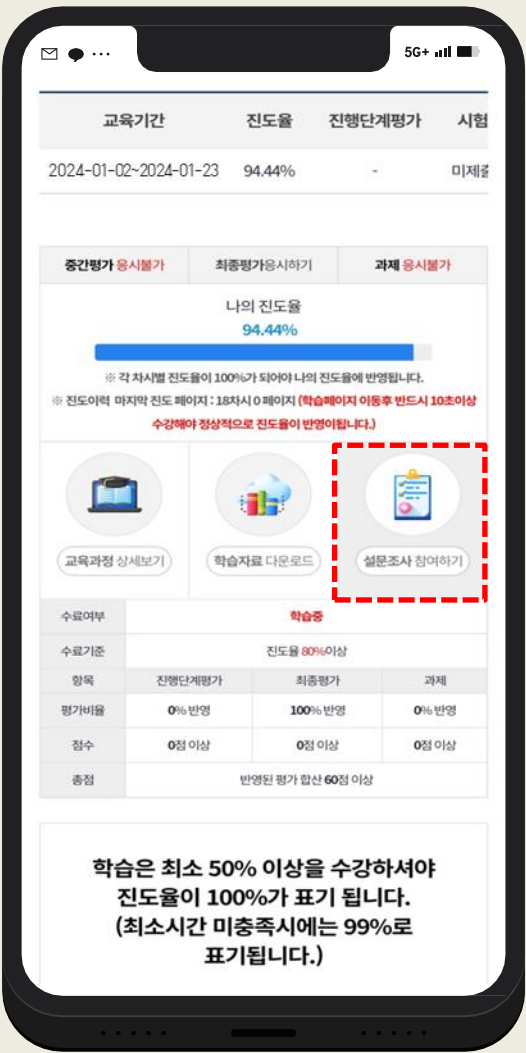 5G+
교육기간 진도율 진행단계평가 시험
2024-01-02~2024-01-23 94.44% - 미제출
중간평가 응시불가 최종평가응시하기 과제 응시불가
나의 진도율
94.44%
※ 각 차시별 진도율이 100%가 되어야 나의 진도율에 반영됩니다.
※ 진도이력 마지막 진도 페이지 : 18차시 0 페이지 (학습페이지 이동후 반드시 10초이상
수강해야 정상적으로 진도율이 반영이됩니다.)
교육과정 상세보기 학습자료 다운로드 설문조사 참여하기
수료여부 학습중
수료기준 진도율 80%이상
항목 진행단계평가 최종평가 과제
평가비율 0% 반영 100% 반영 0% 반영
점수 0점 이상 0점 이상 0점 이상
총점 반영된 평가 합산 60점 이상
학습은 최소 50% 이상을 수강하셔야
진도율이 100%가 표기 됩니다.
(최소시간 미충족시에는 99%로
표기됩니다.)